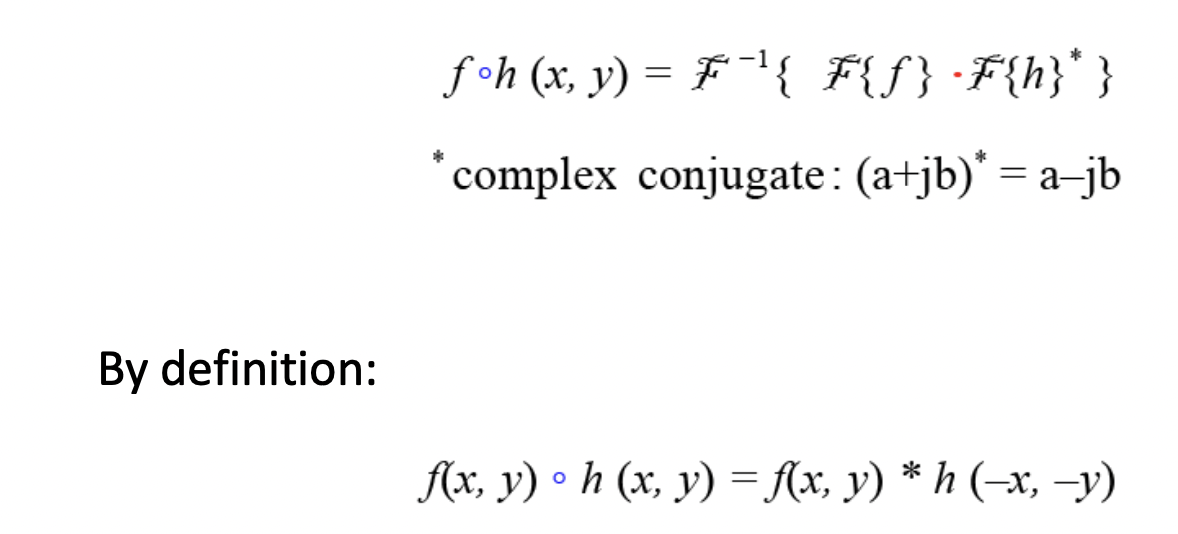 f ∘h (x, y) = ℱ⁻¹{ ℱ{f} ·ℱ{h}* }
*complex conjugate: (a+jb)* = a–jb
By definition:
f(x, y) ∘ h (x, y) = f(x, y) * h (–x, –y)